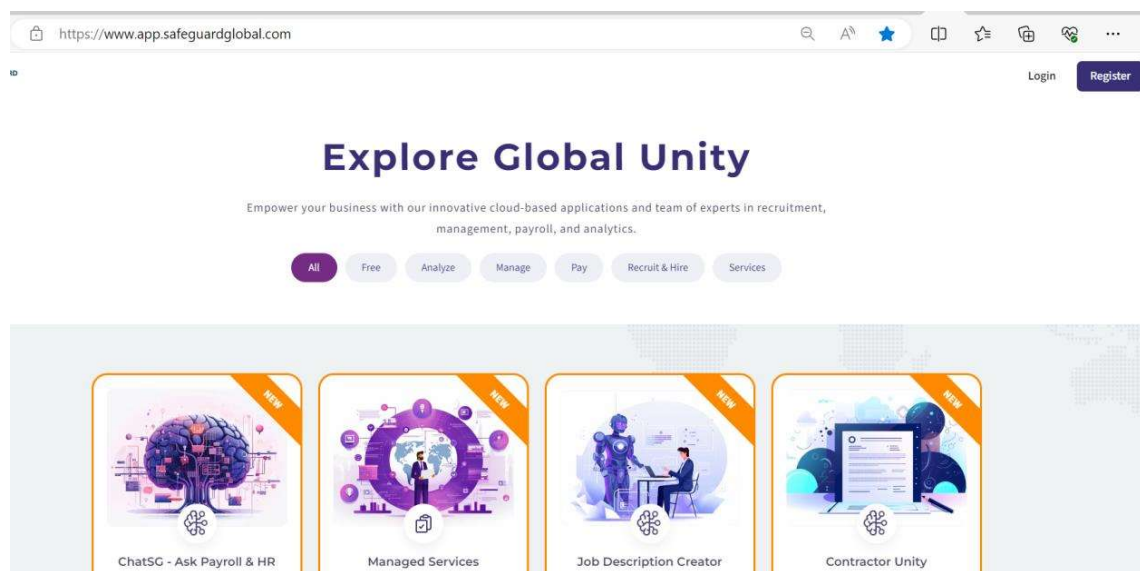 https://www.app.safeguardglobal.com
Login
Register
Explore Global Unity
Empower your business with our innovative cloud-based applications and team of experts in recruitment,
management, payroll, and analytics.
All
Free
Analyze
Manage
Pay
Recruit & Hire
Services
NEW
NEW
NEW
NEW
ChatSG - Ask Payroll & HR
Managed Services
Job Description Creator
Contractor Unity